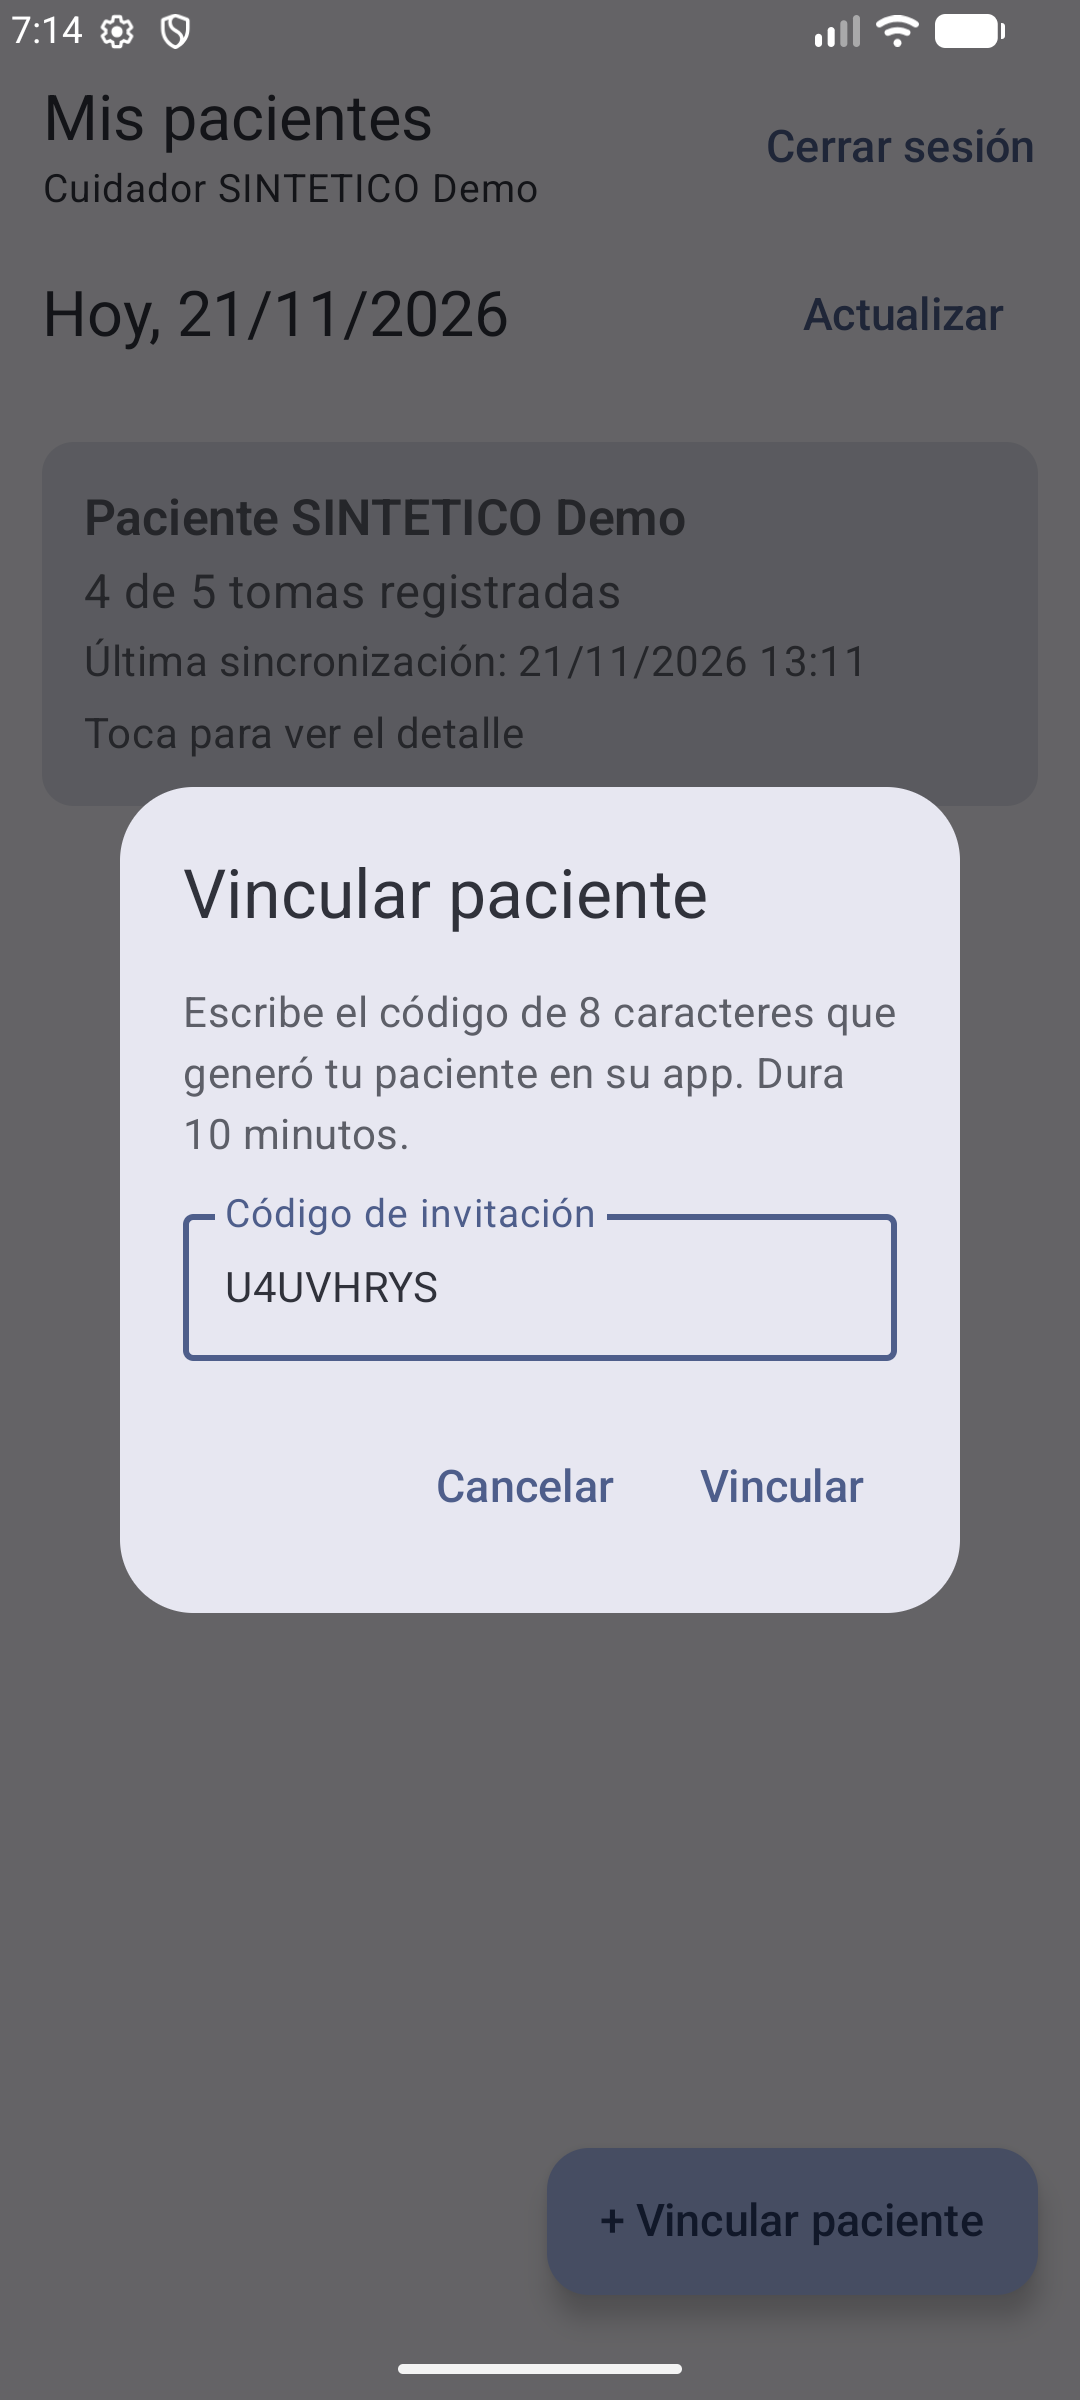 7:14
Mis pacientes
Cerrar sesión
Cuidador SINTETICO Demo
Hoy, 21/11/2026
Actualizar
Paciente SINTETICO Demo
4 de 5 tomas registradas
Última sincronización: 21/11/2026 13:11
Toca para ver el detalle
Vincular paciente
Escribe el código de 8 caracteres que
generó tu paciente en su app. Dura
10 minutos.
Código de invitación
U4UVHRYS
Cancelar
Vincular
+ Vincular paciente